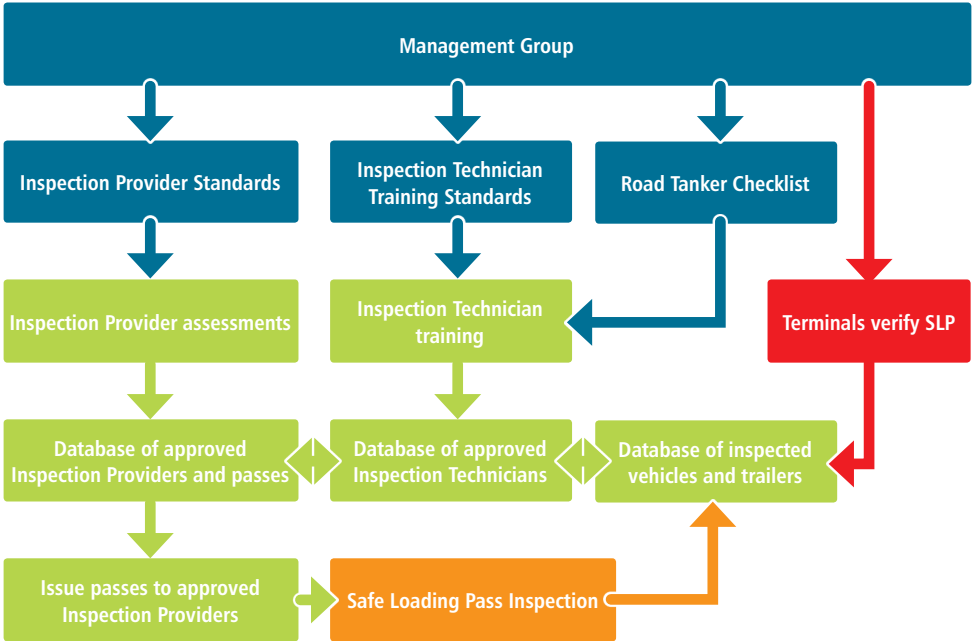 Management Group
Inspection Provider Standards
Inspection Technician
Training Standards
Road Tanker Checklist
Inspection Provider assessments
Inspection Technician
training
Terminals verify SLP
Database of approved
Inspection Providers and passes
Database of approved
Inspection Technicians
Database of inspected
vehicles and trailers
Issue passes to approved
Inspection Providers
Safe Loading Pass Inspection